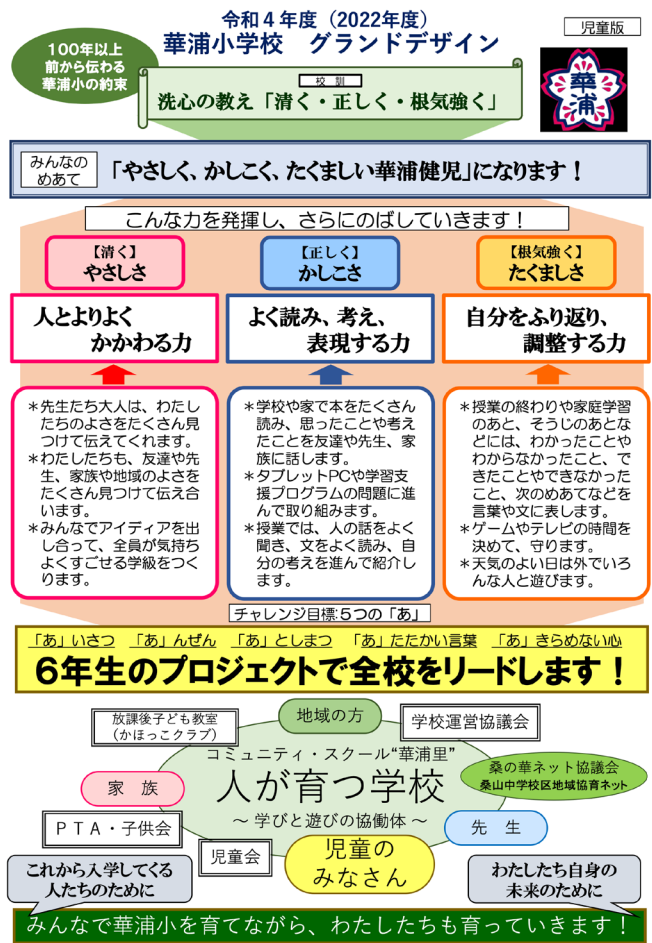 令和４年度（2022年度）
華浦小学校　グランドデザイン
児童版
100年以上
前から伝わる
華浦小の約束
校 訓
洗心の教え「清く・正しく・根気強く」
華
浦
みんなの
めあて
「やさしく、かしこく、たくましい華浦健児」になります！
こんな力を発揮し、さらにのばしていきます！
【清く】
やさしさ
【正しく】
かしこさ
【根気強く】
たくましさ
人とよりよく
かかわる力
よく読み、考え、
表現する力
自分をふり返り、
調整する力
＊先生たち大人は、わたし
たちのよさをたくさん見
つけて伝えてくれます。
＊わたしたちも、友達や先
生、家族や地域のよさを
たくさん見つけて伝え合
います。
＊みんなでアイディアを出
し合って、全員が気持ち
よくすごせる学級をつく
ります。
＊学校や家で本をたくさん
読み、思ったことや考え
たことを友達や先生、家
族に話します。
＊タブレットPCや学習支
援プログラムの問題に進
んで取り組みます。
＊授業では、人の話をよく
聞き、文をよく読み、自
分の考えを進んで紹介し
ます。
＊授業の終わりや家庭学習
のあと、そうじのあとな
どには、わかったことや
わからなかったこと、で
きたことやできなかった
こと、次のめあてなどを
言葉や文に表します。
＊ゲームやテレビの時間を
決めて、守ります。
＊天気のよい日は外でいろ
んな人と遊びます。
チャレンジ目標:５つの「あ」
「あ」いさつ　「あ」んぜん　「あ」としまつ　「あ」たたかい言葉　「あ」きらめない心
６年生のプロジェクトで全校をリードします！
放課後子ども教室
（かほっこクラブ）
地域の方
学校運営協議会
コミュニティ・スクール“華浦里”
人が育つ学校
～ 学びと遊びの協働体 ～
桑の華ネット協議会
桑山中学校区地域協育ネット
家　族
ＰＴＡ・子供会
児童会
児童の
みなさん
先　生
これから入学してくる
人たちのために
わたしたち自身の
未来のために
みんなで華浦小を育てながら、わたしたちも育っていきます！